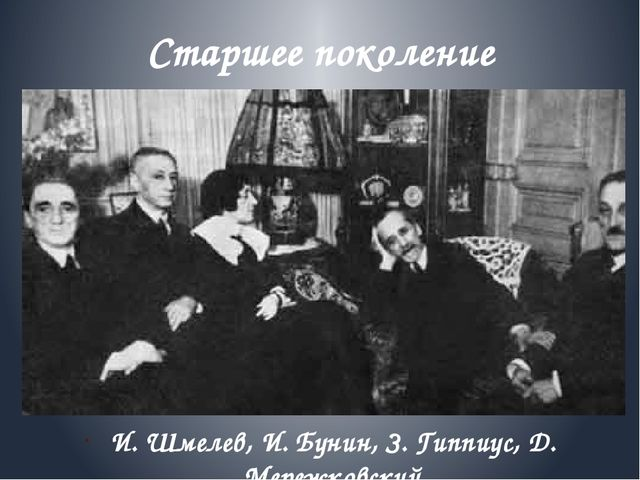 Старшее поколение
И. Шмелев, И. Бунин, З. Гиппиус, Д.
Мережковский